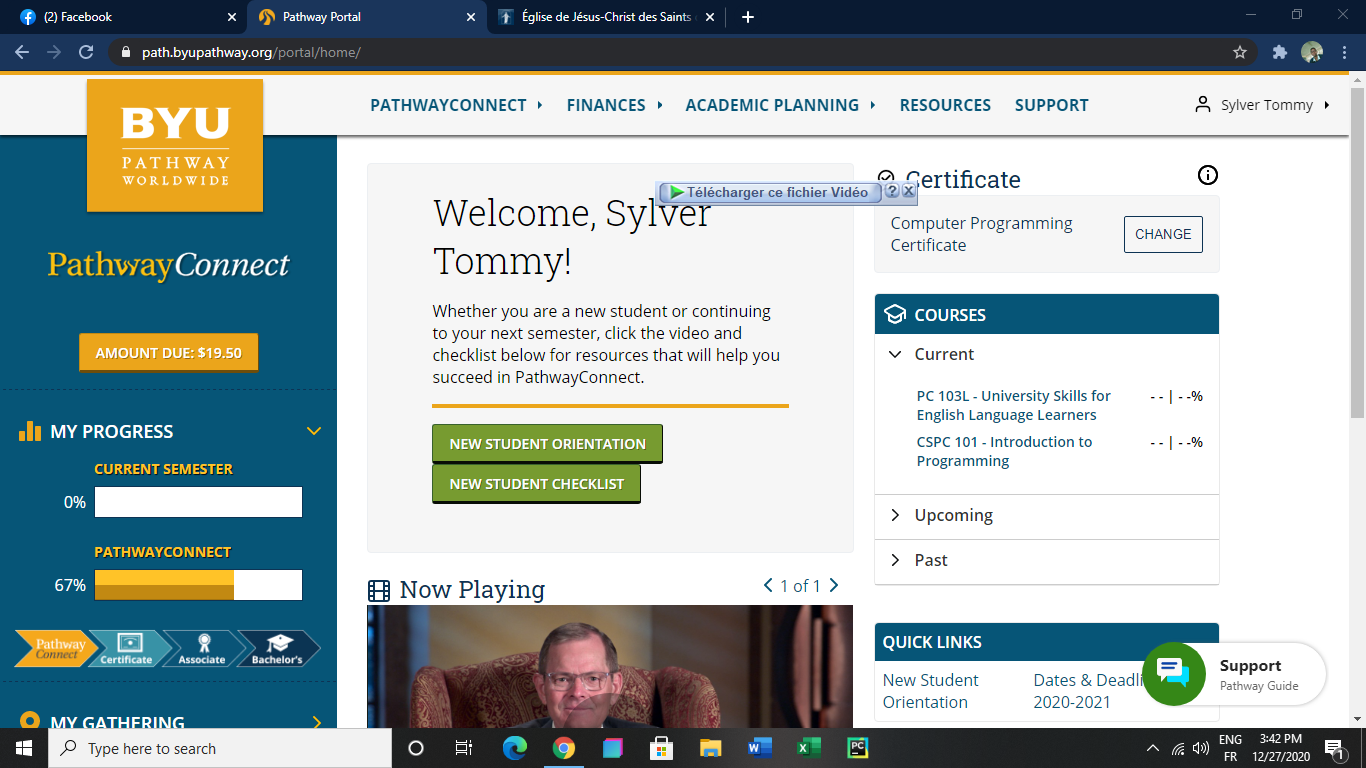 (2) Facebook
Pathway Portal
Église de Jésus-Christ des Saints
path.byupathway.org/portal/home/
BYU
PATHWAY
WORLDWIDE
PATHWAYCONNECT
FINANCES
ACADEMIC PLANNING
RESOURCES
SUPPORT
Sylver Tommy
PathwayConnect
AMOUNT DUE: $19.50
MY PROGRESS
CURRENT SEMESTER
0%
PATHWAYCONNECT
67%
Pathway
Connect
Certificate
Associate
Bachelor's
MY GATHERING
Télécharger ce fichier Vidéo
Welcome, Sylver
Tommy!
Whether you are a new student or continuing
to your next semester, click the video and
checklist below for resources that will help you
succeed in PathwayConnect.
NEW STUDENT ORIENTATION
NEW STUDENT CHECKLIST
Now Playing
1 of 1
Certificate
Computer Programming
Certificate
CHANGE
COURSES
Current
PC 103L - University Skills for
English Language Learners
- - | - -%
CSPC 101 - Introduction to
Programming
- - | - -%
Upcoming
Past
QUICK LINKS
New Student
Orientation
Dates & Deadli
2020-2021
Support
Pathway Guide
Type here to search
ENG
FR
3:42 PM
12/27/2020
1